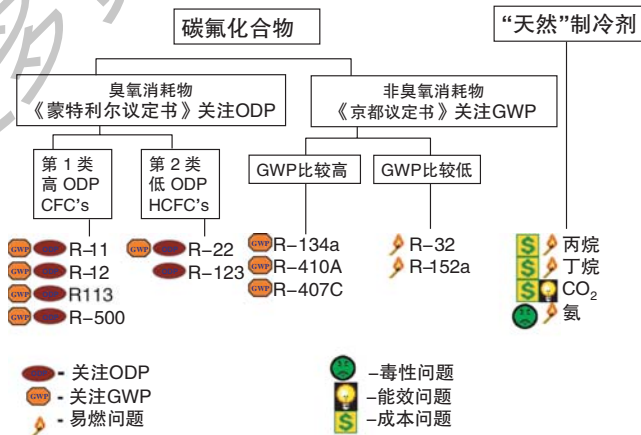 碳氟化合物
“天然”制冷剂
臭氧消耗物
《蒙特利尔议定书》关注ODP
非臭氧消耗物
《京都议定书》关注GWP
第 1 类
高 ODP
CFC's
第 2 类
低 ODP
HCFC's
GWP比较高
GWP比较低
GWP R-11
GWP R-12
GWP R113
GWP R-500
GWP R-22
R-123
GWP R-134a
GWP R-410A
GWP R-407C
R-32
R-152a
$ 丙烷
$ 丁烷
$ CO₂
氨
- 关注ODP
GWP - 关注GWP
- 易燃问题
-毒性问题
-能效问题
$ -成本问题